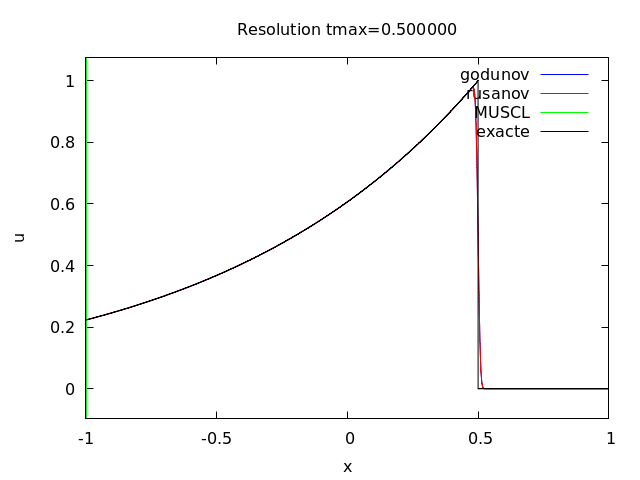 Resolution tmax=0.500000
godunov
rusanov
MUSCL
exacte
1
0.8
0.6
0.4
0.2
0
u
-1
-0.5
0
0.5
1
x